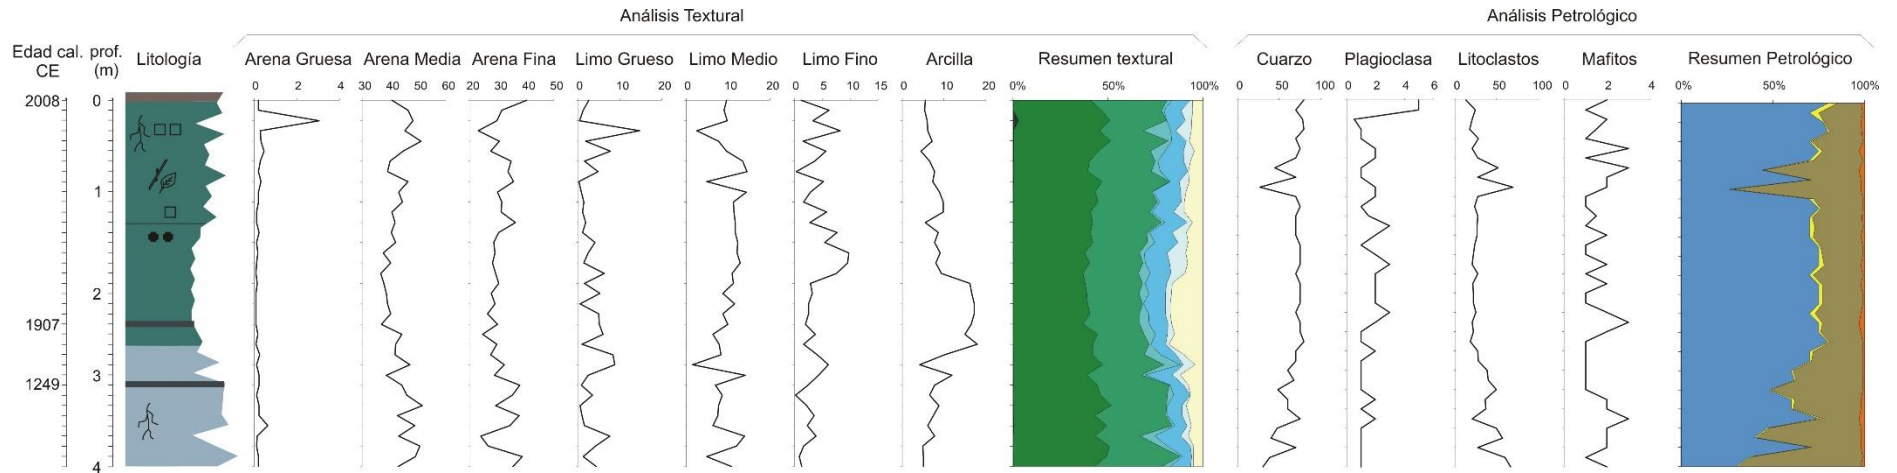 Análisis Textural Análisis Petrológico
Edad cal. CE prof. (m) Litología Arena Gruesa Arena Media Arena Fina Limo Grueso Limo Medio Limo Fino Arcilla Resumen textural Cuarzo Plagioclasa Litoclastos Mafitos Resumen Petrológico
0 2 4 30 40 50 60 20 30 40 50 0 10 20 0 10 20 0 5 10 15 0 10 20 0% 50% 100% 0 50 100 0 2 4 6 0 50 100 0 2 4 0% 50% 100%
2008 0
1
2
1907
3
1249
4